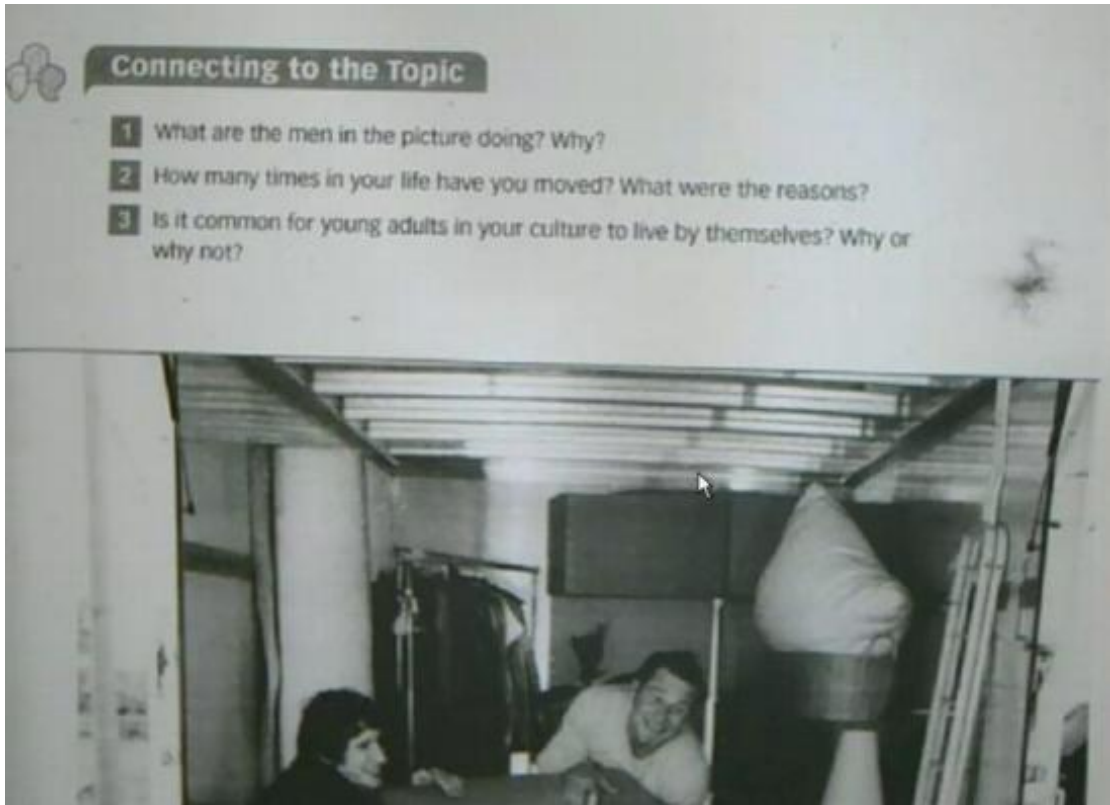 Connecting to the Topic
1 What are the men in the picture doing? Why?
2 How many times in your life have you moved? What were the reasons?
3 Is it common for young adults in your culture to live by themselves? Why or
why not?